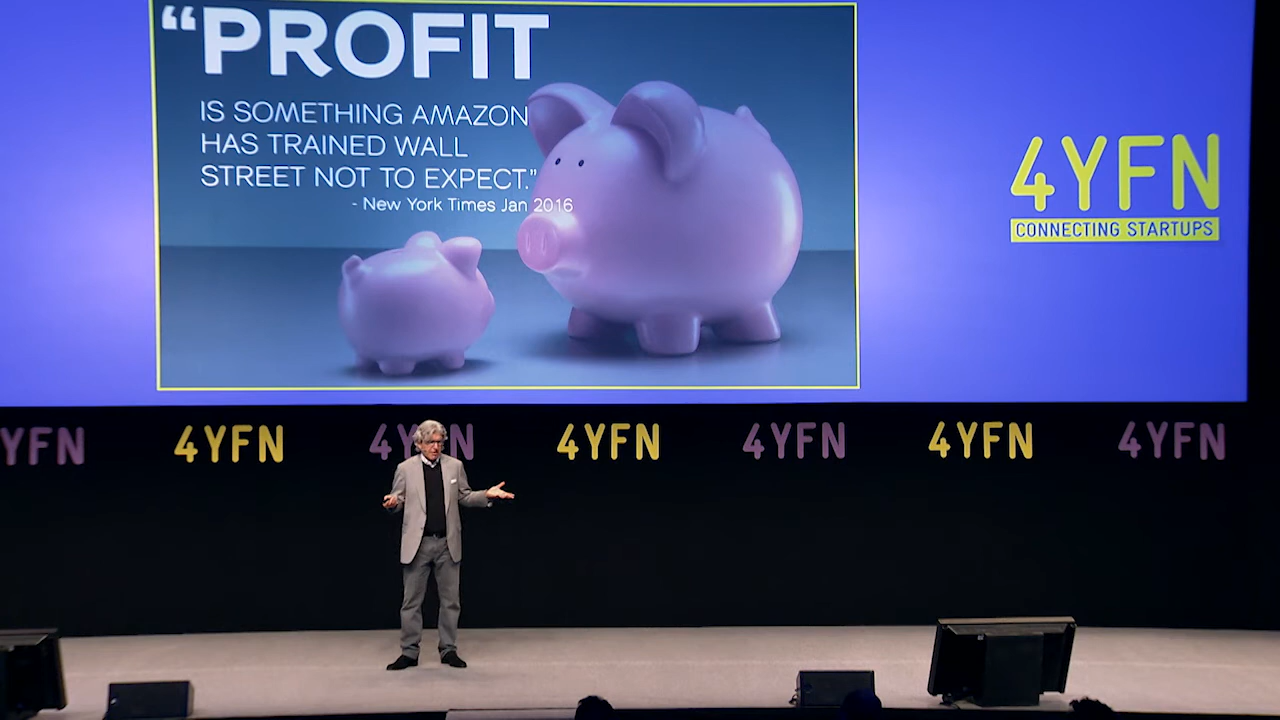 “PROFIT
IS SOMETHING AMAZON
HAS TRAINED WALL
STREET NOT TO EXPECT.”
- New York Times Jan 2016
4YFN
CONNECTING STARTUPS
YFN
4YFN
4YFN
4YFN
4YFN
4YFN
4YFN